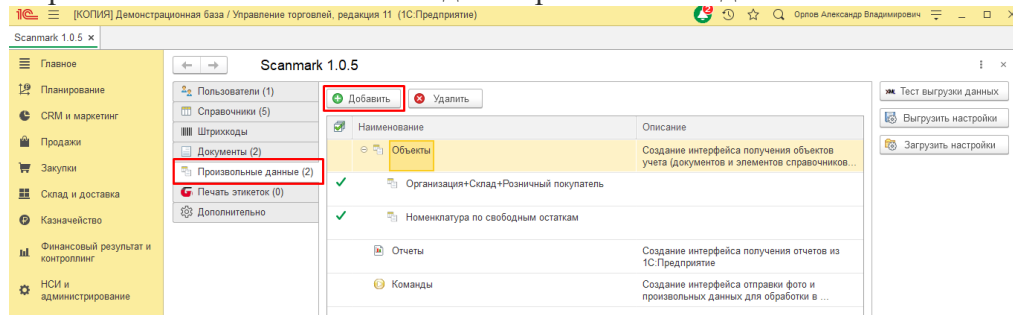 [КОПИЯ] Демонстрационная база / Управление торговлей, редакция 11 (1С:Предприятие)
Орлов Александр Владимирович
Scanmark 1.0.5 ×
Главное
Планирование
CRM и маркетинг
Продажи
Закупки
Склад и доставка
Казначейство
Финансовый результат и
контроллинг
НСИ и
администрирование
Scanmark 1.0.5
Пользователи (1)
Справочники (5)
Штрихкоды
Документы (2)
Произвольные данные (2)
Печать этикеток (0)
Дополнительно
Добавить
Удалить
Наименование
Описание
Объекты
Создание интерфейса получения объектов
учета (документов и элементов справочников...
Организация+Склад+Розничный покупатель
Номенклатура по свободным остаткам
Отчеты
Создание интерфейса получения отчетов из
1С:Предприятие
Команды
Создание интерфейса отправки фото и
произвольных данных для обработки в ...
Тест выгрузки данных
Выгрузить настройки
Загрузить настройки